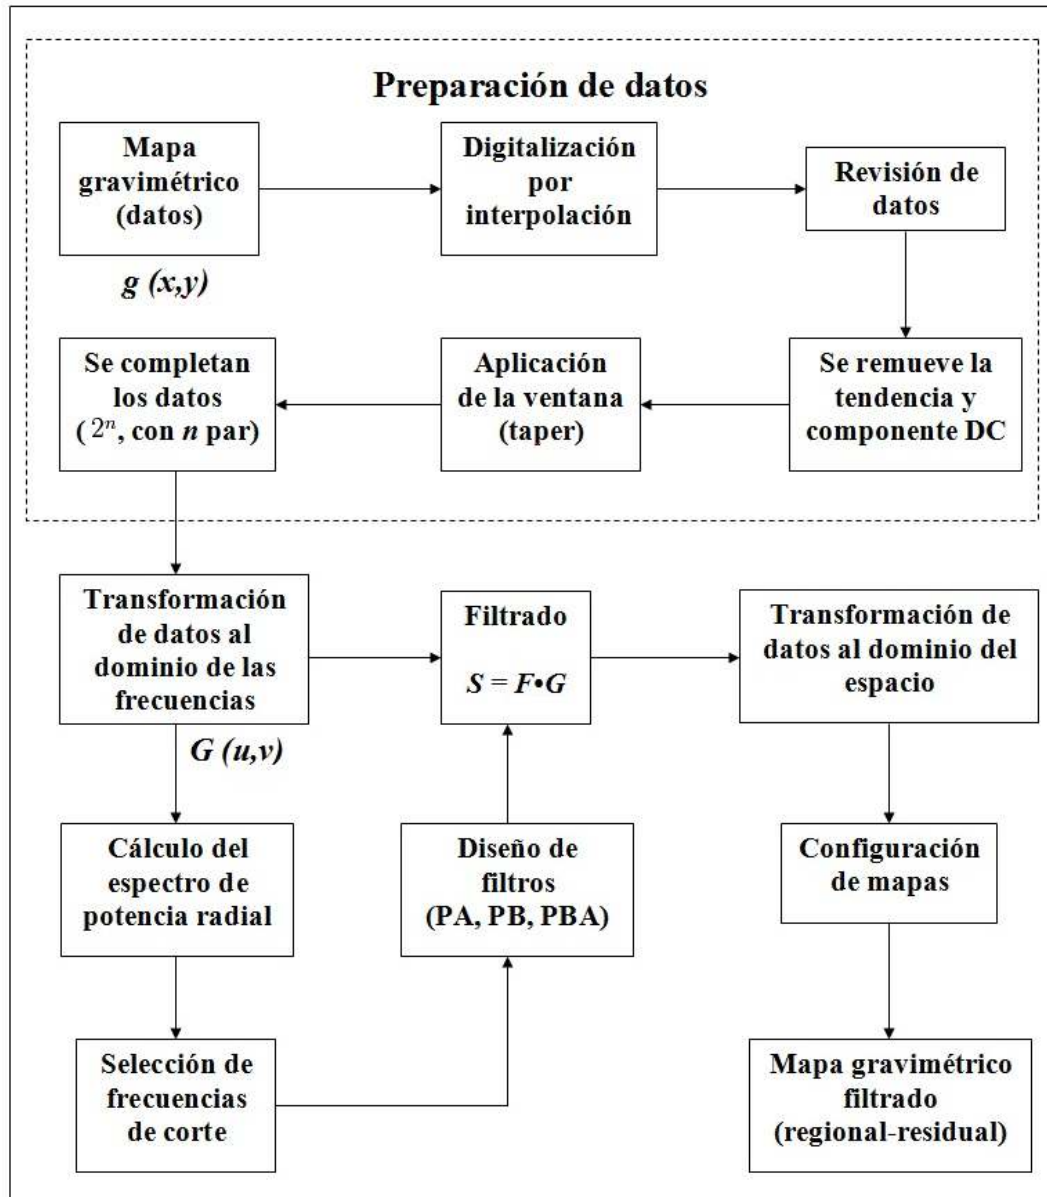 Preparación de datos
Mapa
gravimétrico
(datos)
g (x,y)
Digitalización
por
interpolación
Revisión de
datos
Se remueve la
tendencia y
componente DC
Aplicación
de la ventana
(taper)
Se completan
los datos
( 2ⁿ, con n par)
Transformación
de datos al
dominio de las
frecuencias
G (u,v)
Cálculo del
espectro de
potencia radial
Selección de
frecuencias
de corte
Diseño de
filtros
(PA, PB, PBA)
Filtrado
S = F•G
Transformación de
datos al dominio del
espacio
Configuración
de mapas
Mapa gravimétrico
filtrado
(regional-residual)